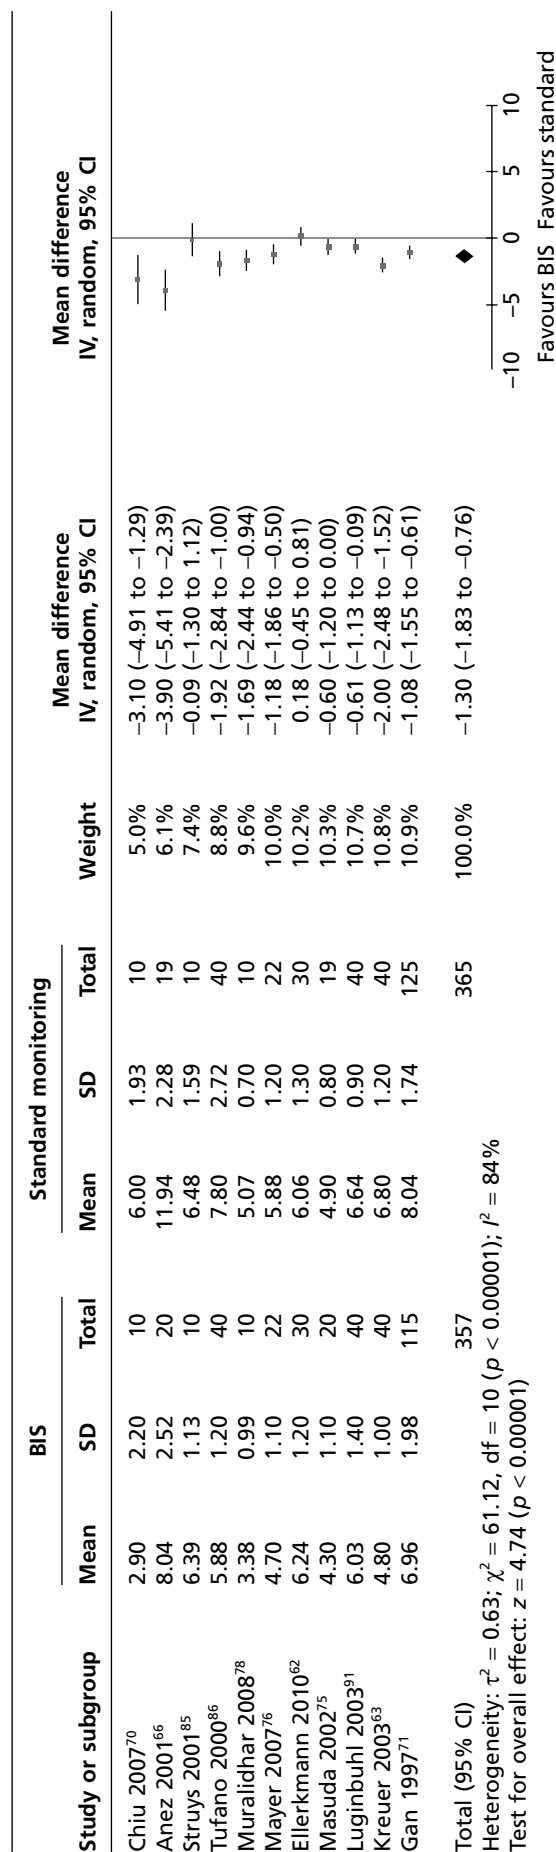 BIS Standard monitoring Mean difference Mean difference
Study or subgroup Mean SD Total Mean SD Total Weight IV, random, 95% CI IV, random, 95% CI
Chiu 2007⁷⁰ 2.90 2.20 10 6.00 1.93 10 5.0% −3.10 (−4.91 to −1.29)
Anez 2001⁶⁶ 8.04 2.52 20 11.94 2.28 19 6.1% −3.90 (−5.41 to −2.39)
Struys 2001⁸⁵ 6.39 1.13 10 6.48 1.59 10 7.4% −0.09 (−1.30 to 1.12)
Tufano 2000⁸⁶ 5.88 1.20 40 7.80 2.72 40 8.8% −1.92 (−2.84 to −1.00)
Muralidhar 2008⁷⁸ 3.38 0.99 10 5.07 0.70 10 9.6% −1.69 (−2.44 to −0.94)
Mayer 2007⁷⁶ 4.70 1.10 22 5.88 1.20 22 10.0% −1.18 (−1.86 to −0.50)
Ellerkmann 2010⁶² 6.24 1.20 30 6.06 1.30 30 10.2% 0.18 (−0.45 to 0.81)
Masuda 2002⁷⁵ 4.30 1.10 20 4.90 0.80 19 10.3% −0.60 (−1.20 to 0.00)
Luginbuhl 2003⁹¹ 6.03 1.40 40 6.64 0.90 40 10.7% −0.61 (−1.13 to −0.09)
Kreuer 2003⁶³ 4.80 1.00 40 6.80 1.20 40 10.8% −2.00 (−2.48 to −1.52)
Gan 1997⁷¹ 6.96 1.98 115 8.04 1.74 125 10.9% −1.08 (−1.55 to −0.61)
Total (95% CI) 357 365 100.0% −1.30 (−1.83 to −0.76)
Heterogeneity: τ² = 0.63; χ² = 61.12, df = 10 (p < 0.00001); I² = 84%
Test for overall effect: z = 4.74 (p < 0.00001)
−10 −5 0 5 10
Favours BIS Favours standard